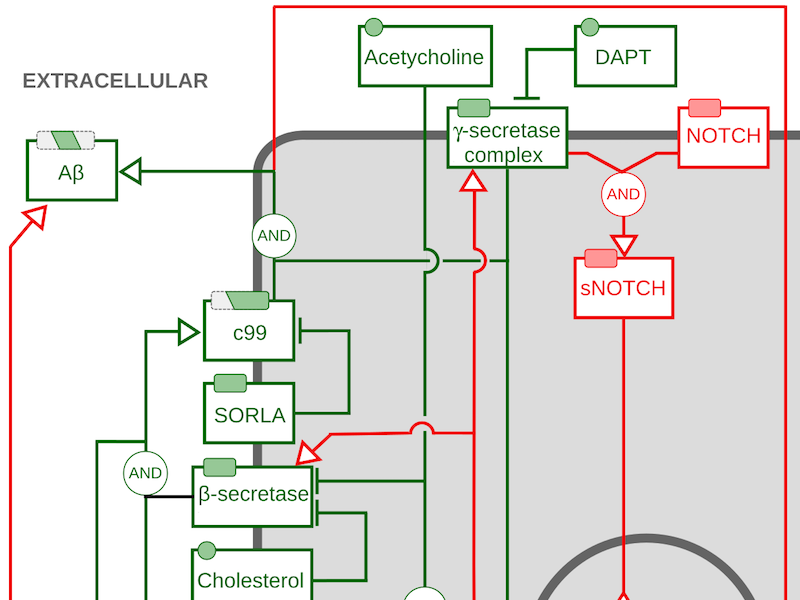 Acetycholine
DAPT
EXTRACELLULAR
γ-secretase
complex
NOTCH
Aβ
AND
AND
sNOTCH
c99
SORLA
AND
β-secretase
Cholesterol